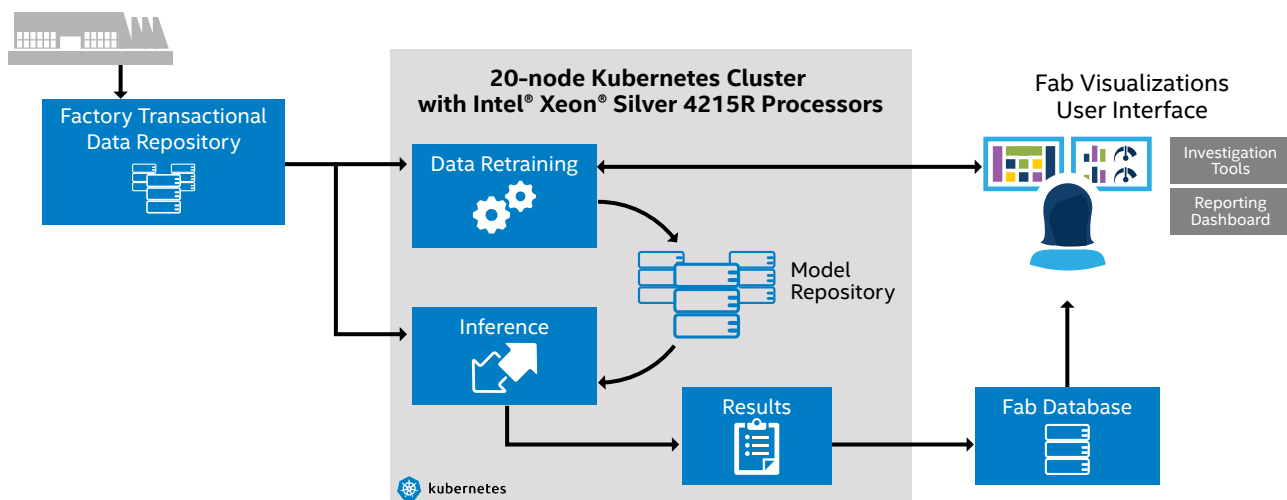 20-node Kubernetes Cluster
with Intel® Xeon® Silver 4215R Processors
Fab Visualizations
User Interface
Factory Transactional
Data Repository
Data Retraining
Investigation
Tools
Reporting
Dashboard
Model
Repository
Inference
Results
Fab Database
kubernetes